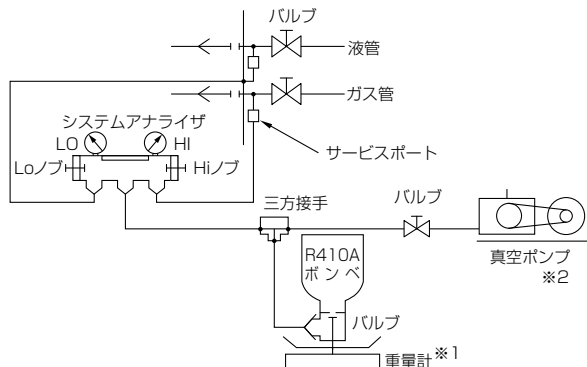 バルブ
液管
ガス管
システムアナライザ
LO
HI
Loノブ
Hiノブ
サービスポート
三方接手
バルブ
R410A
ボンベ
真空ポンプ
※2
バルブ
重量計※1